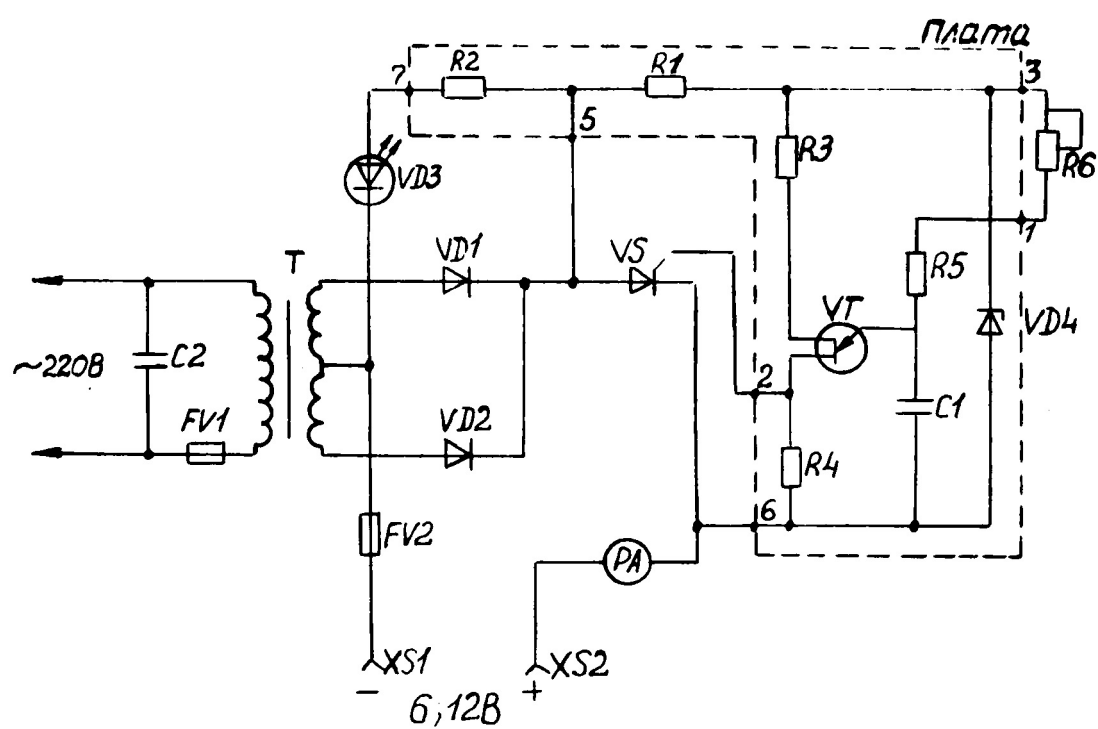 Плата
7
R2
R1
3
5
R3
R6
VD3
1
T
VD1
VS
R5
VT
VD4
~220В
C2
2
C1
FV1
VD2
R4
6
FV2
PA
XS1
XS2
−
+
6,12В